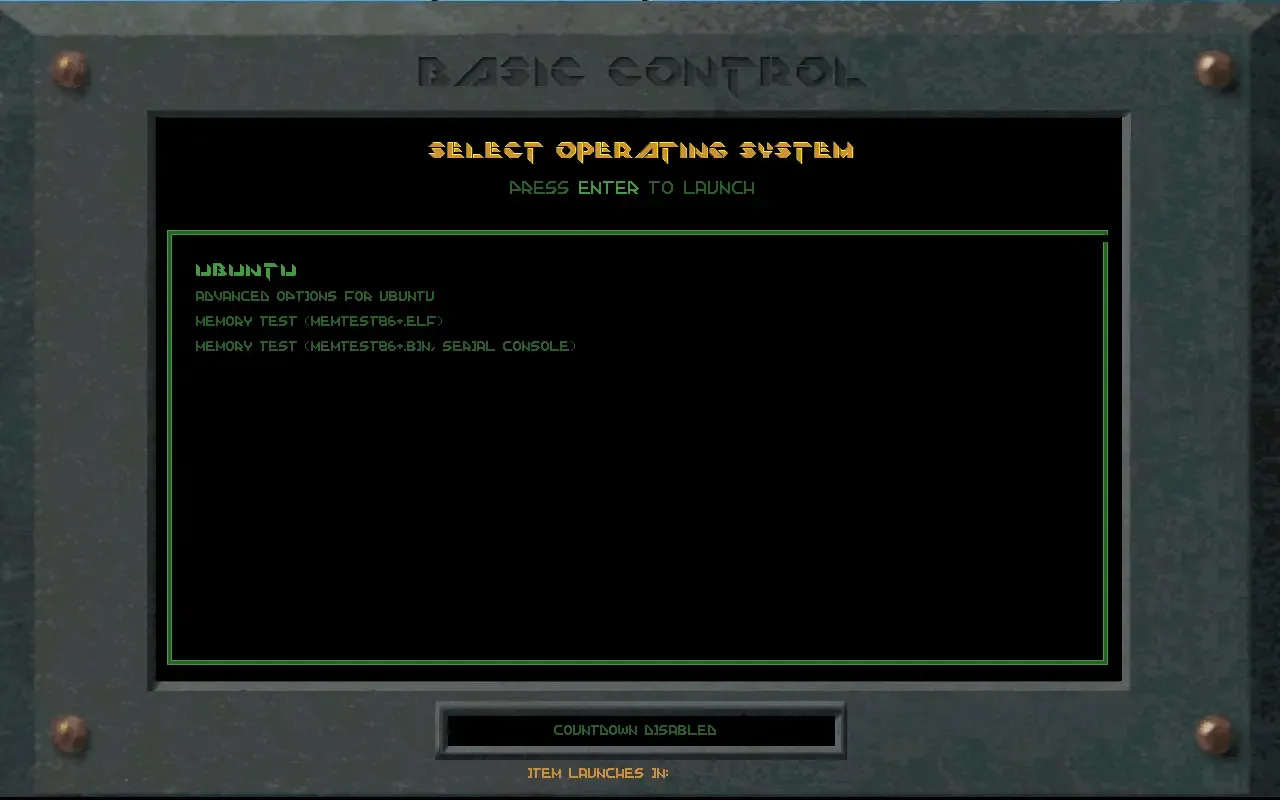 BASIC CONTROL
SELECT OPERATING SYSTEM
PRESS ENTER TO LAUNCH
UBUNTU
ADVANCED OPTIONS FOR UBUNTU
MEMORY TEST (MEMTEST86+.ELF)
MEMORY TEST (MEMTEST86+.BIN, SERIAL CONSOLE)
COUNTDOWN DISABLED
ITEM LAUNCHES IN: